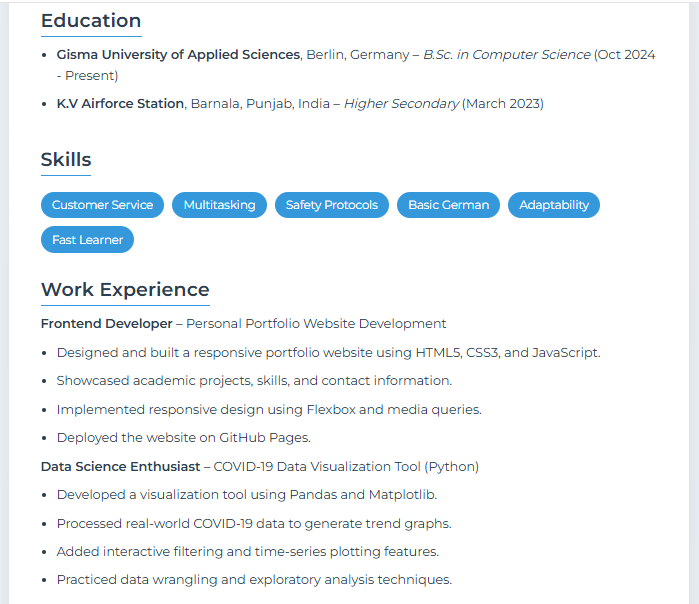 Education
• Gisma University of Applied Sciences, Berlin, Germany – B.Sc. in Computer Science (Oct 2024
- Present)
• K.V Airforce Station, Barnala, Punjab, India – Higher Secondary (March 2023)
Skills
Customer Service Multitasking Safety Protocols Basic German Adaptability
Fast Learner
Work Experience
Frontend Developer – Personal Portfolio Website Development
• Designed and built a responsive portfolio website using HTML5, CSS3, and JavaScript.
• Showcased academic projects, skills, and contact information.
• Implemented responsive design using Flexbox and media queries.
• Deployed the website on GitHub Pages.
Data Science Enthusiast – COVID-19 Data Visualization Tool (Python)
• Developed a visualization tool using Pandas and Matplotlib.
• Processed real-world COVID-19 data to generate trend graphs.
• Added interactive filtering and time-series plotting features.
• Practiced data wrangling and exploratory analysis techniques.